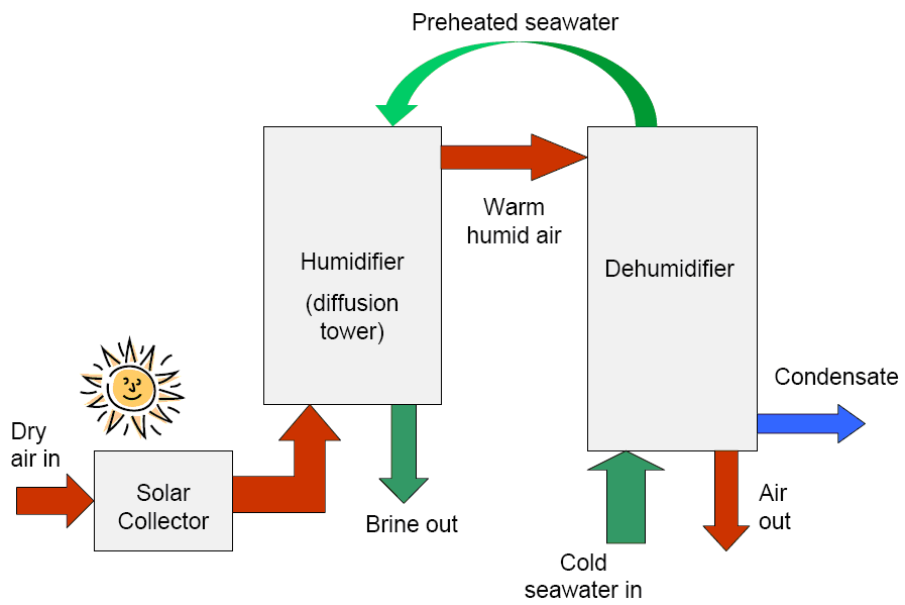 Preheated seawater
Warm
humid air
Humidifier
(diffusion
tower)
Dehumidifier
Condensate
Dry
air in
Solar
Collector
Brine out
Air
out
Cold
seawater in